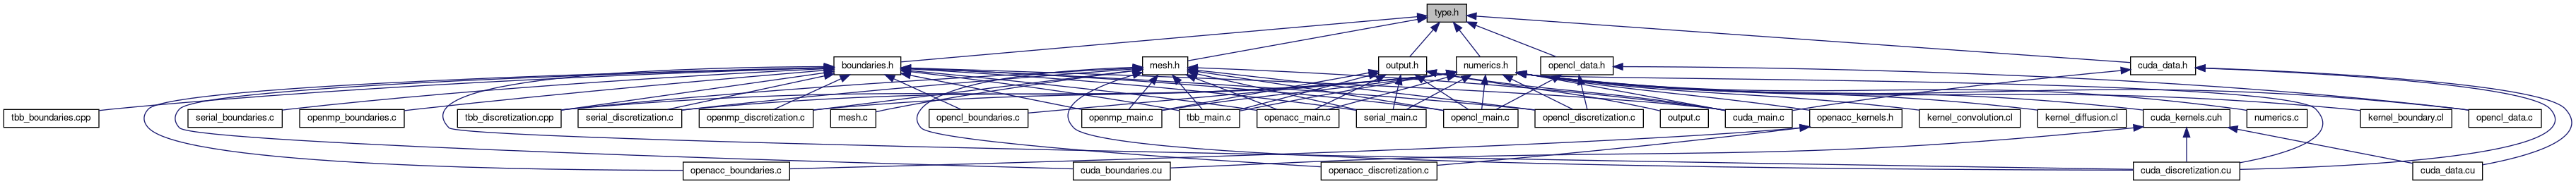 type.h
boundaries.h
mesh.h
output.h
numerics.h
opencl_data.h
cuda_data.h
tbb_boundaries.cpp
serial_boundaries.c
openmp_boundaries.c
tbb_discretization.cpp
serial_discretization.c
openmp_discretization.c
mesh.c
opencl_boundaries.c
openmp_main.c
tbb_main.c
openacc_main.c
serial_main.c
opencl_main.c
opencl_discretization.c
output.c
cuda_main.c
openacc_kernels.h
kernel_convolution.cl
kernel_diffusion.cl
cuda_kernels.cuh
numerics.c
kernel_boundary.cl
opencl_data.c
openacc_boundaries.c
cuda_boundaries.cu
openacc_discretization.c
cuda_discretization.cu
cuda_data.cu